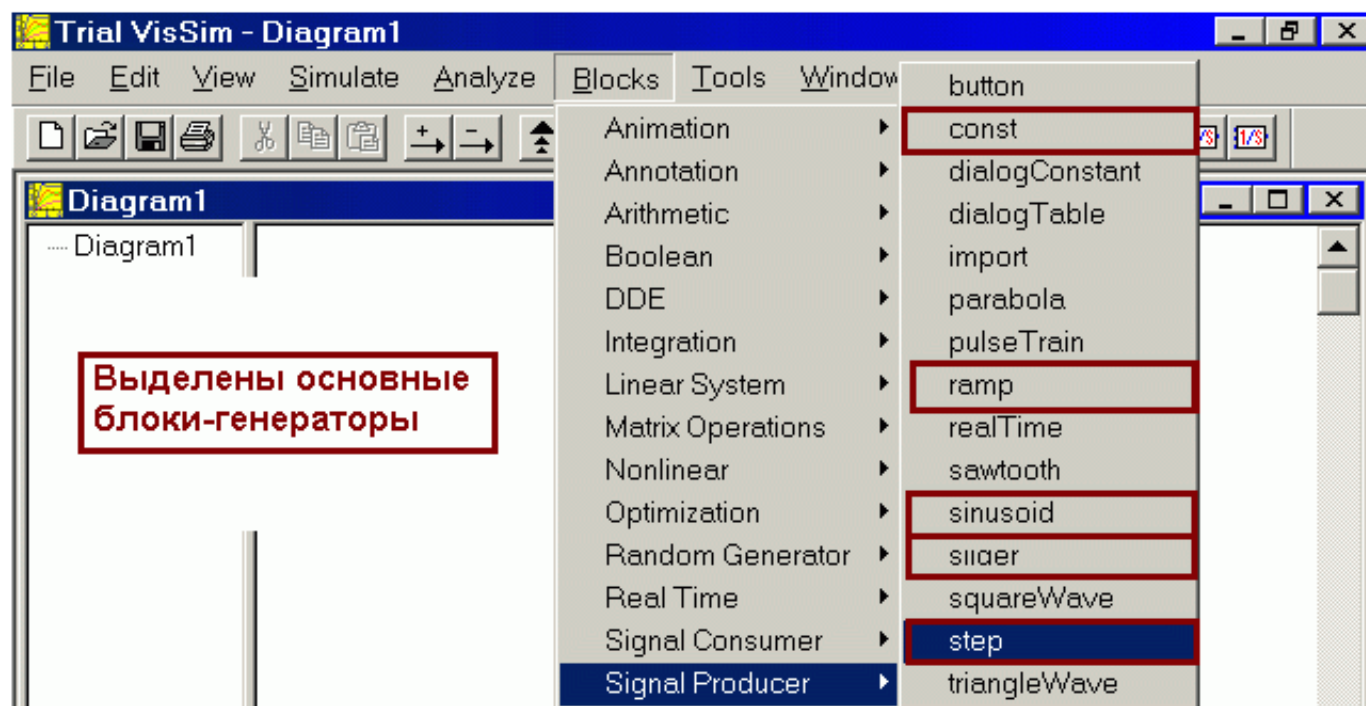 Trial VisSim - Diagram1
File Edit View Simulate Analyze Blocks Tools Window
Diagram1
Diagram1
Выделены основные
блоки-генераторы
Animation
Annotation
Arithmetic
Boolean
DDE
Integration
Linear System
Matrix Operations
Nonlinear
Optimization
Random Generator
Real Time
Signal Consumer
Signal Producer
button
const
dialogConstant
dialogTable
import
parabola
pulseTrain
ramp
realTime
sawtooth
sinusoid
slider
squareWave
step
triangleWave
1/S